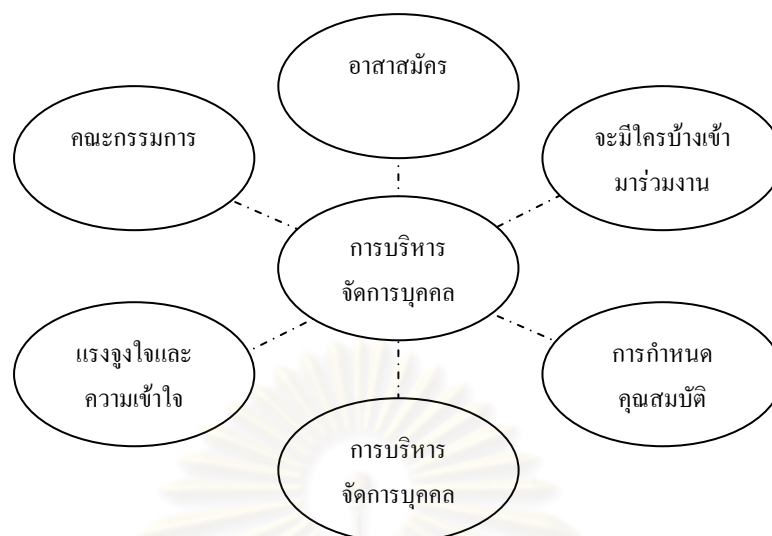 อาสาสมัคร
คณะกรรมการ
จะมีใครบ้างเข้า
มาร่วมงาน
การบริหาร
จัดการบุคคล
แรงจูงใจและ
ความเข้าใจ
การกำหนด
คุณสมบัติ
การบริหาร
จัดการบุคคล